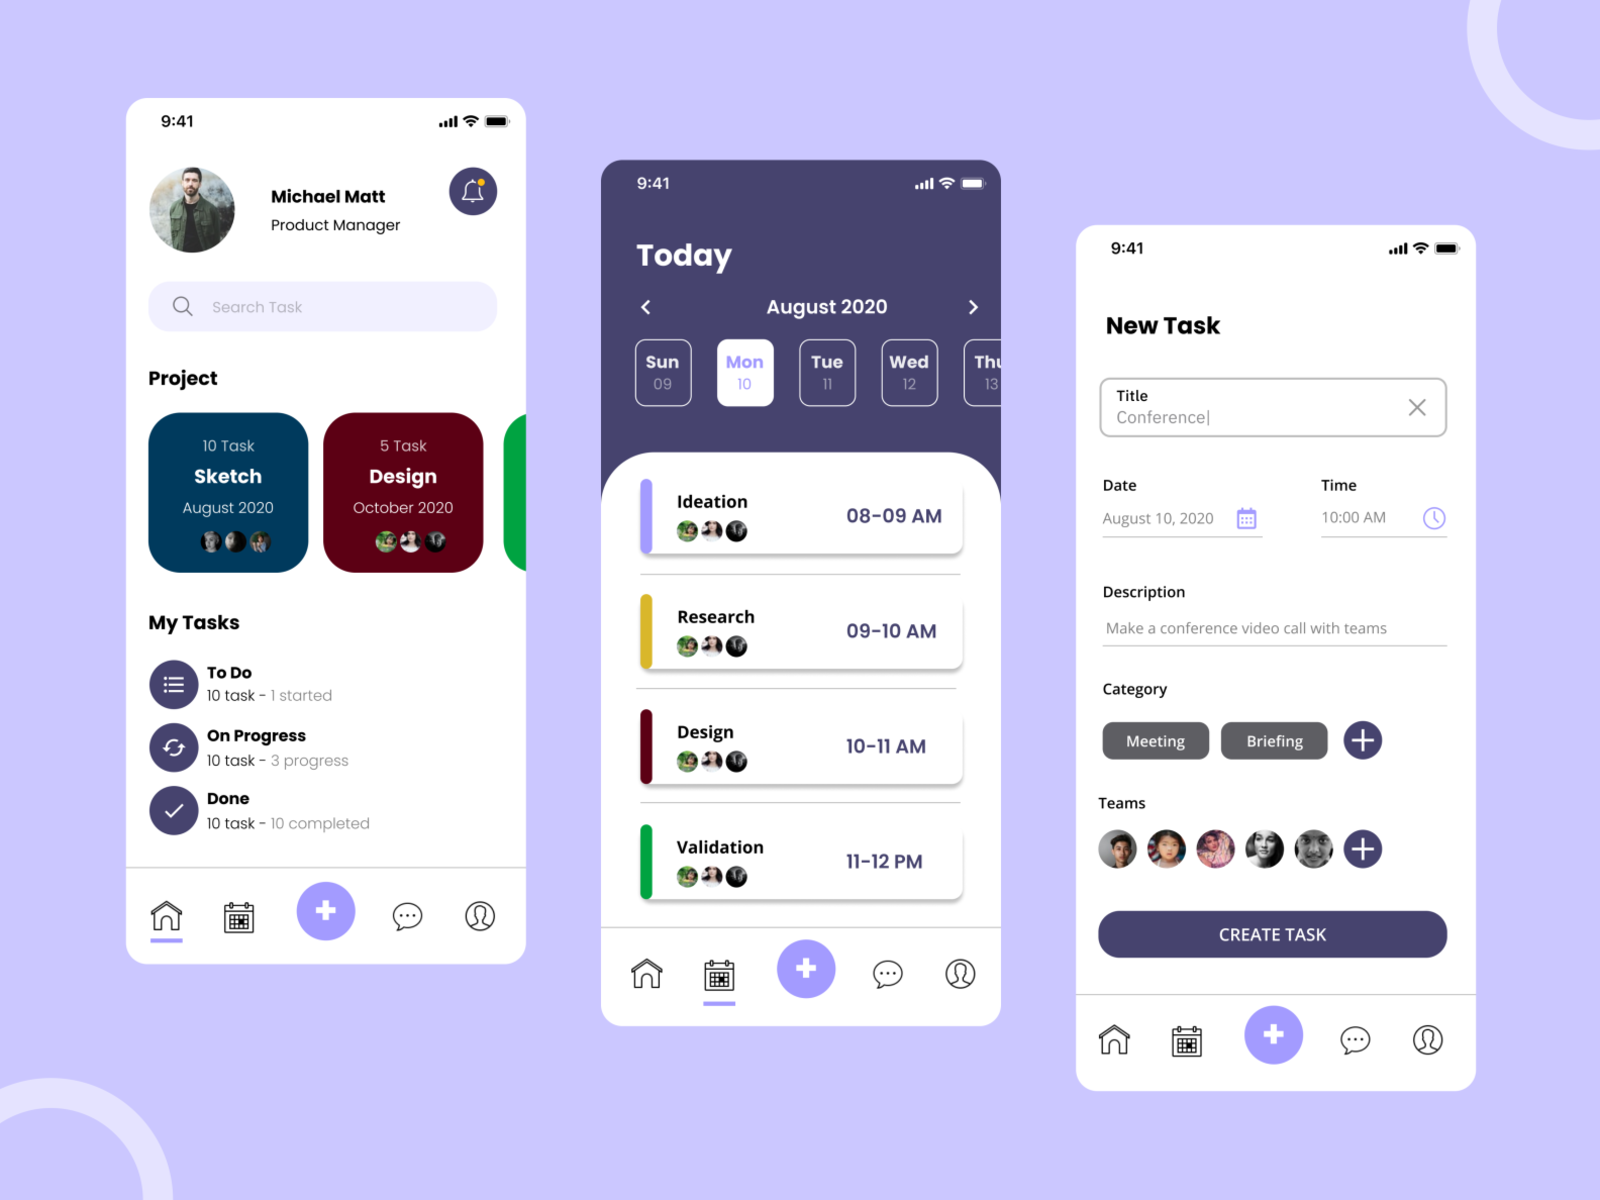 9:41
Michael Matt
Product Manager
Search Task
Project
10 Task
Sketch
August 2020
5 Task
Design
October 2020
My Tasks
To Do
10 task - 1 started
On Progress
10 task - 3 progress
Done
10 task - 10 completed
9:41
Today
August 2020
Sun Mon Tue Wed Thu
09 10 11 12 13
Ideation
08-09 AM
Research
09-10 AM
Design
10-11 AM
Validation
11-12 PM
9:41
New Task
Title
Conference|
Date Time
August 10, 2020 10:00 AM
Description
Make a conference video call with teams
Category
Meeting Briefing
Teams
CREATE TASK